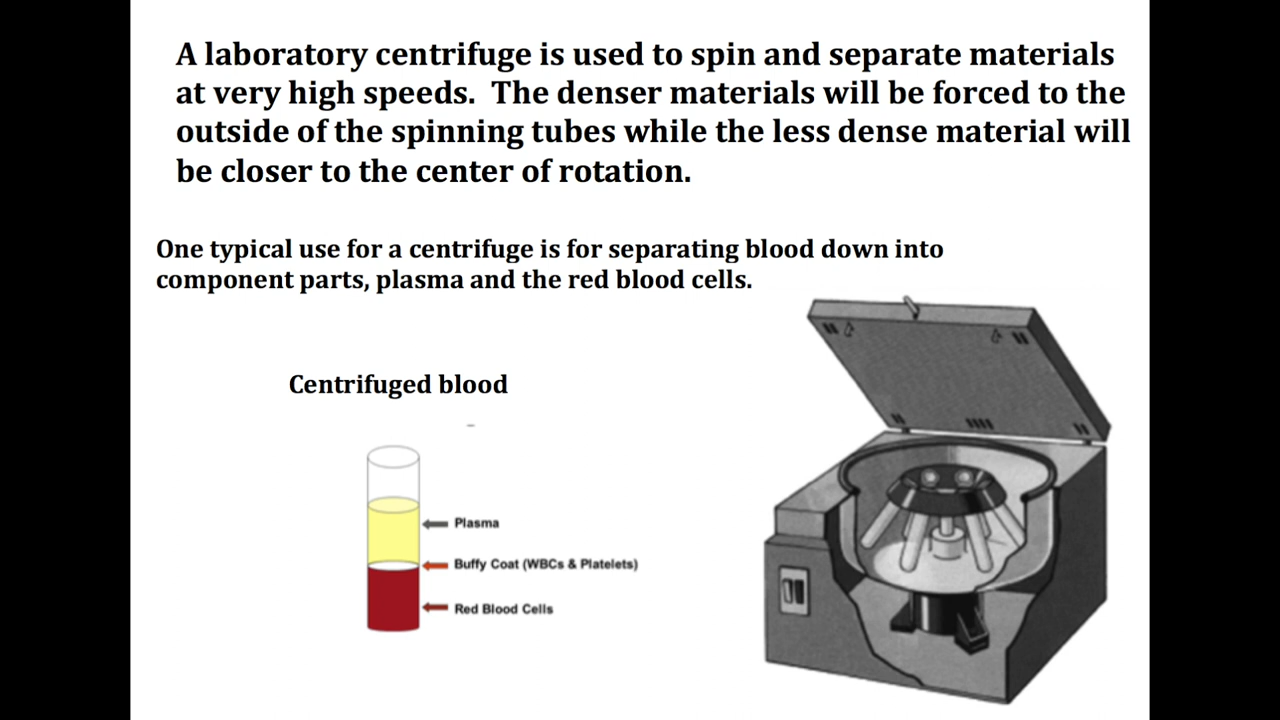 A laboratory centrifuge is used to spin and separate materials
at very high speeds.  The denser materials will be forced to the
outside of the spinning tubes while the less dense material will
be closer to the center of rotation.
One typical use for a centrifuge is for separating blood down into
component parts, plasma and the red blood cells.
Centrifuged blood
Plasma
Buffy Coat (WBCs & Platelets)
Red Blood Cells